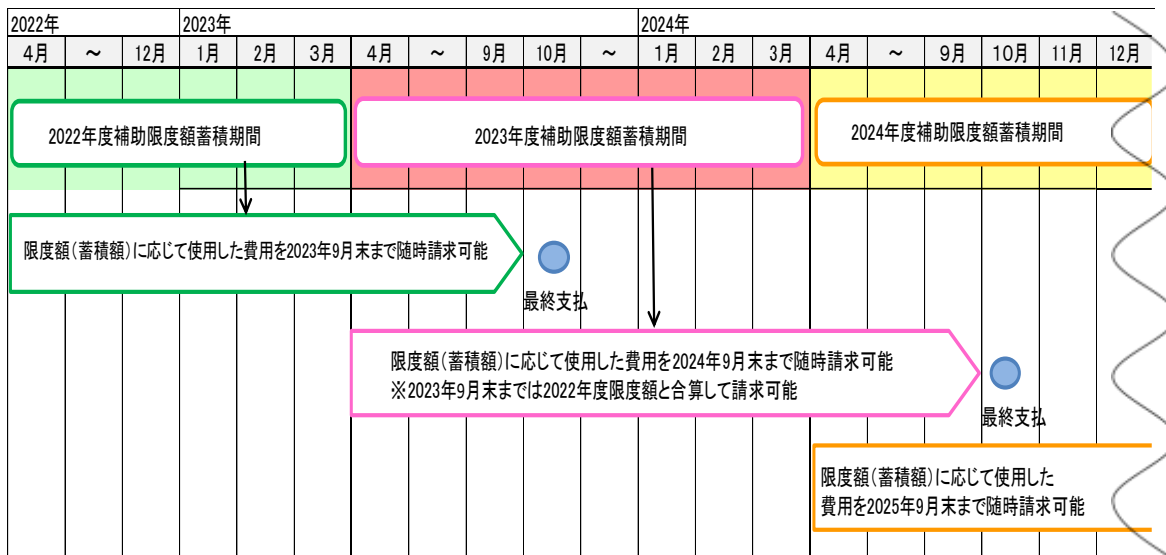 2022年 2023年 2024年
4月 ～ 12月 1月 2月 3月 4月 ～ 9月 10月 ～ 1月 2月 3月 4月 ～ 9月 10月 11月 12月
2022年度補助限度額蓄積期間
2023年度補助限度額蓄積期間
2024年度補助限度額蓄積期間
限度額(蓄積額)に応じて使用した費用を2023年9月末まで随時請求可能
最終支払
限度額(蓄積額)に応じて使用した費用を2024年9月末まで随時請求可能
※2023年9月末までは2022年度限度額と合算して請求可能
最終支払
限度額(蓄積額)に応じて使用した
費用を2025年9月末まで随時請求可能